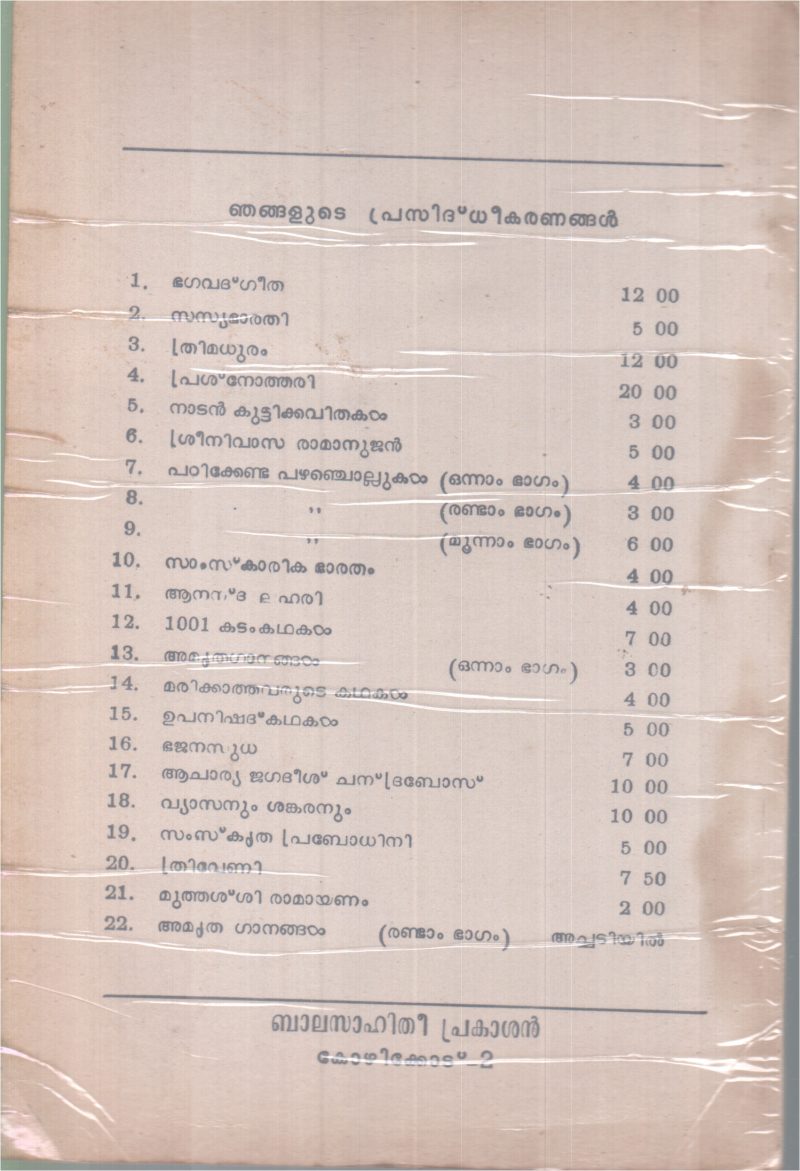 ഞങ്ങളുടെ പ്രസിദ്ധീകരണങ്ങൾ
1. ഭഗവദ്ഗീത 12 00
2. സസ്യമാരതി 5 00
3. ത്രിമധുരം 12 00
4. പ്രശ്നോത്തരി 20 00
5. നാടൻ കുട്ടിക്കവിതകൾ 3 00
6. ശ്രീനിവാസ രാമാനുജൻ 5 00
7. പഠിക്കേണ്ട പഴഞ്ചൊല്ലുകൾ (ഒന്നാം ഭാഗം) 4 00
8. ,, (രണ്ടാം ഭാഗം) 3 00
9. ,, (മൂന്നാം ഭാഗം) 6 00
10. സാംസ്കാരിക ഭാരതം 4 00
11. ആനന്ദ ലഹരി 4 00
12. 1001 കടംകഥകൾ 7 00
13. അമൃതഗാനങ്ങൾ (ഒന്നാം ഭാഗം) 3 00
14. മരിക്കാത്തവരുടെ കഥകൾ 4 00
15. ഉപനിഷദ്കഥകൾ 5 00
16. ഭജനസുധ 7 00
17. ആചാര്യ ജഗദീശ് ചന്ദ്രബോസ് 10 00
18. വ്യാസനും ശങ്കരനും 10 00
19. സംസ്കൃത പ്രബോധിനി 5 00
20. ത്രിവേണി 7 50
21. മുത്തശ്ശി രാമായണം 2 00
22. അമൃത ഗാനങ്ങൾ (രണ്ടാം ഭാഗം) അച്ചടിയിൽ
ബാലസാഹിതീ പ്രകാശൻ
കോഴിക്കോട്-2